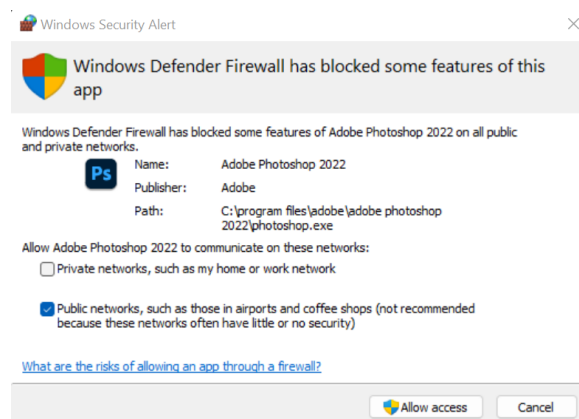 Windows Security Alert
Windows Defender Firewall has blocked some features of this
app
Windows Defender Firewall has blocked some features of Adobe Photoshop 2022 on all public
and private networks.
Ps
Name: Adobe Photoshop 2022
Publisher: Adobe
Path: C:\program files\adobe\adobe photoshop
2022\photoshop.exe
Allow Adobe Photoshop 2022 to communicate on these networks:
Private networks, such as my home or work network
Public networks, such as those in airports and coffee shops (not recommended
because these networks often have little or no security)
What are the risks of allowing an app through a firewall?
Allow access Cancel